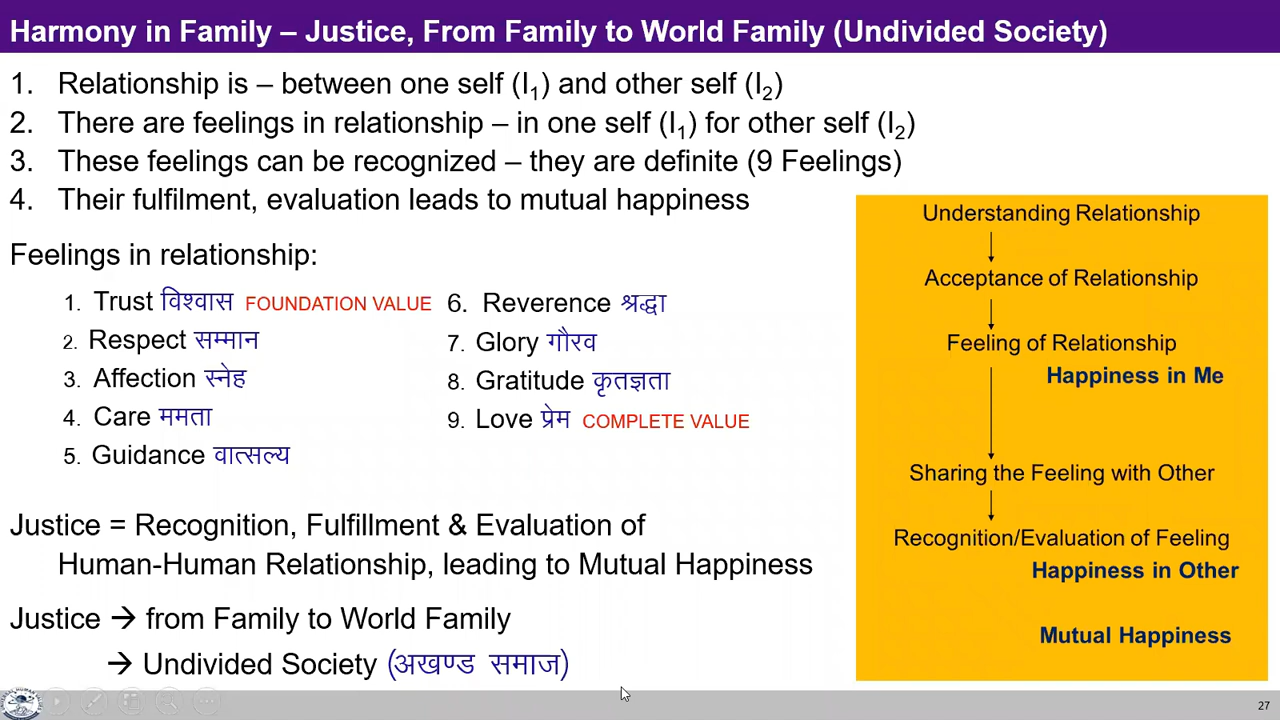 Harmony in Family – Justice, From Family to World Family (Undivided Society)
1. Relationship is – between one self (I1) and other self (I2)
2. There are feelings in relationship – in one self (I1) for other self (I2)
3. These feelings can be recognized – they are definite (9 Feelings)
4. Their fulfilment, evaluation leads to mutual happiness
Feelings in relationship:
1. Trust विश्वास FOUNDATION VALUE
2. Respect सम्मान
3. Affection स्नेह
4. Care ममता
5. Guidance वात्सल्य
6. Reverence श्रद्धा
7. Glory गौरव
8. Gratitude कृतज्ञता
9. Love प्रेम COMPLETE VALUE
Justice = Recognition, Fulfillment & Evaluation of
Human-Human Relationship, leading to Mutual Happiness
Justice → from Family to World Family
→ Undivided Society (अखण्ड समाज)
Understanding Relationship
Acceptance of Relationship
Feeling of Relationship
Happiness in Me
Sharing the Feeling with Other
Recognition/Evaluation of Feeling
Happiness in Other
Mutual Happiness
27